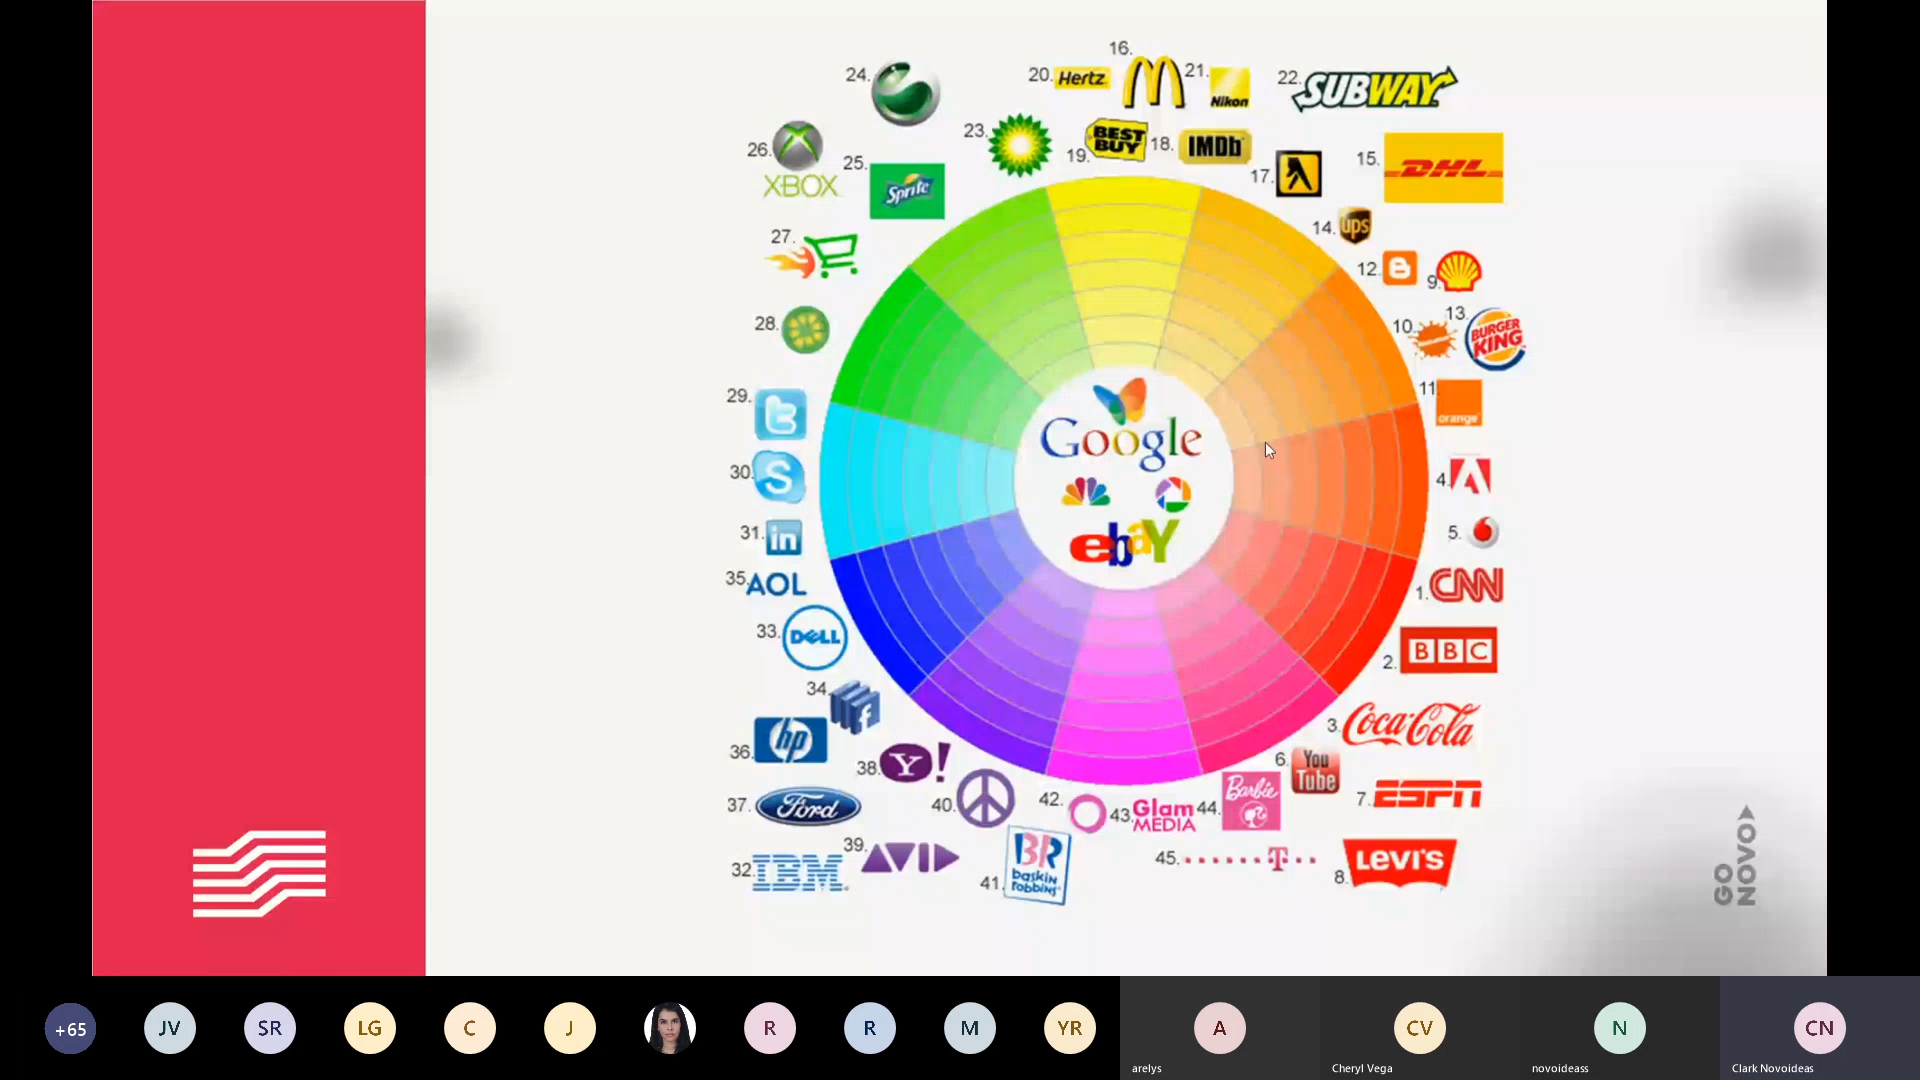 16.
24.
20. Hertz
21. Nikon
22. SUBWAY
26. XBOX
25. Sprite
23.
19. BEST BUY
18. IMDb
17.
15. DHL
14. ups
27.
12.
9.
28.
10.
13. BURGER KING
29. t
11. orange
Google
30. S
4.
31. in
5.
ebaY
35. AOL
1. CNN
33. DELL
2. BBC
34. f
3. Coca-Cola
36. hp
38. Y!
6. You Tube
37. Ford
40.
42.
43. Glam MEDIA
44. Barbie
7. ESPN
39. AVID
32. IBM
41. BR baskin robbins
45. T
8. LEVI'S
GO NOVO
+65
JV
SR
LG
C
J
R
R
M
YR
A
CV
N
CN
arelys
Cheryl Vega
novoideass
Clark Novoideas